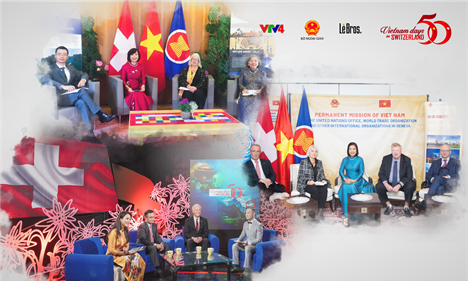 VTV4
BỘ NGOẠI GIAO
Le Bros.
Vietnam days
in SWITZERLAND
50
PERMANENT MISSION OF VIET NAM
THE UNITED NATIONS OFFICE, WORLD TRADE ORGANIZATION
OTHER INTERNATIONAL ORGANIZATIONS IN GENEVA